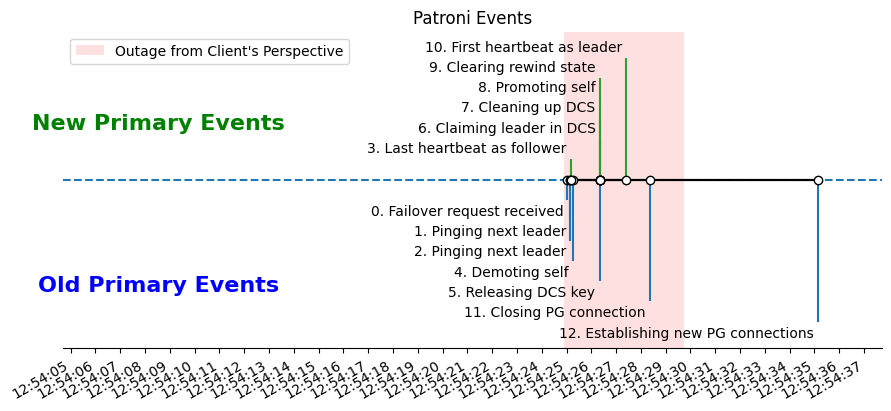 Patroni Events
Outage from Client's Perspective
10. First heartbeat as leader
9. Clearing rewind state
8. Promoting self
7. Cleaning up DCS
6. Claiming leader in DCS
3. Last heartbeat as follower
New Primary Events
0. Failover request received
1. Pinging next leader
2. Pinging next leader
4. Demoting self
5. Releasing DCS key
11. Closing PG connection
12. Establishing new PG connections
Old Primary Events
12:54:05
12:54:06
12:54:07
12:54:08
12:54:09
12:54:10
12:54:11
12:54:12
12:54:13
12:54:14
12:54:15
12:54:16
12:54:17
12:54:18
12:54:19
12:54:20
12:54:21
12:54:22
12:54:23
12:54:24
12:54:25
12:54:26
12:54:27
12:54:28
12:54:29
12:54:30
12:54:31
12:54:32
12:54:33
12:54:34
12:54:35
12:54:36
12:54:37